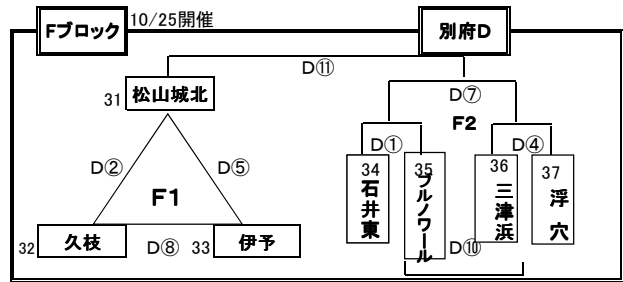 Fブロック
10/25開催
別府D
D⑪
31
松山城北
D⑦
F2
D②
D⑤
F1
D①
D④
34
石井東
35
ブルノワール
36
三津浜
37
浮穴
32
久枝
D⑧
33
伊予
D⑩